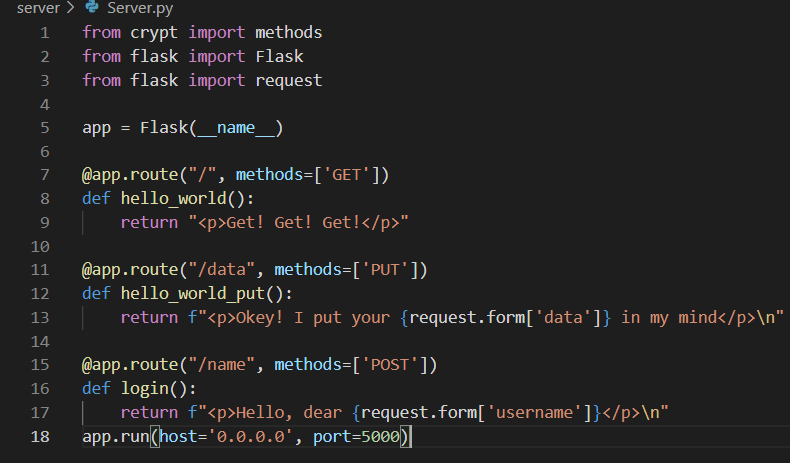 server > Server.py
1 from crypt import methods
2 from flask import Flask
3 from flask import request
4
5 app = Flask(__name__)
6
7 @app.route("/", methods=['GET'])
8 def hello_world():
9     return "<p>Get! Get! Get!</p>"
10
11 @app.route("/data", methods=['PUT'])
12 def hello_world_put():
13     return f"<p>Okey! I put your {request.form['data']} in my mind</p>\n"
14
15 @app.route("/name", methods=['POST'])
16 def login():
17     return f"<p>Hello, dear {request.form['username']}</p>\n"
18 app.run(host='0.0.0.0', port=5000)